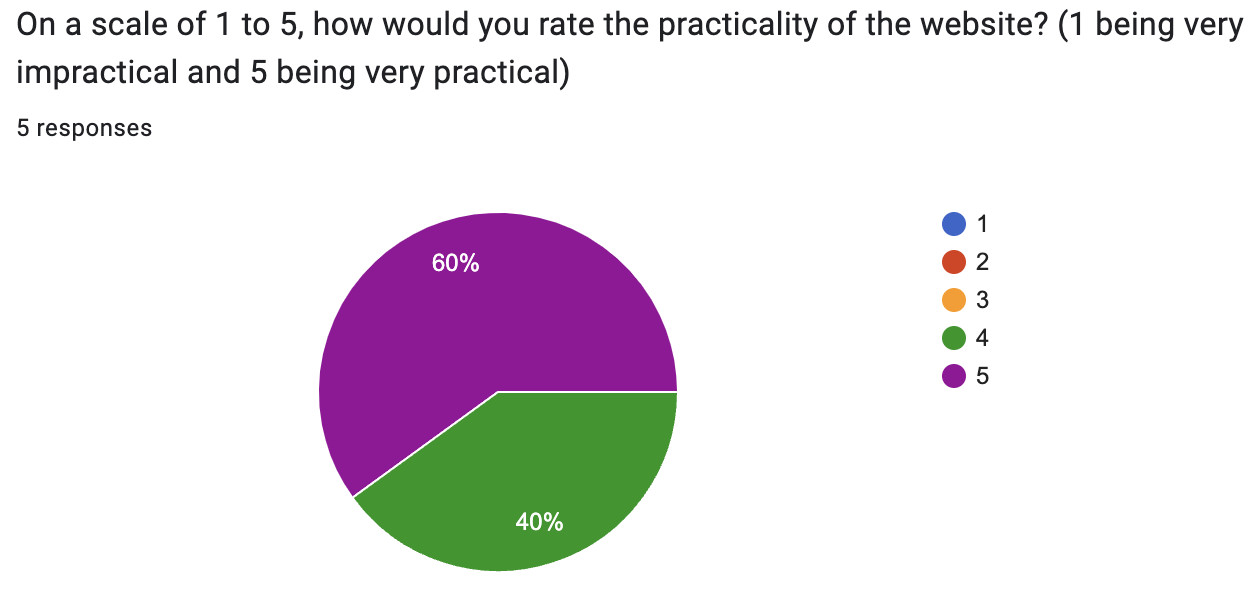 On a scale of 1 to 5, how would you rate the practicality of the website? (1 being very
impractical and 5 being very practical)
5 responses
60%
40%
1
2
3
4
5